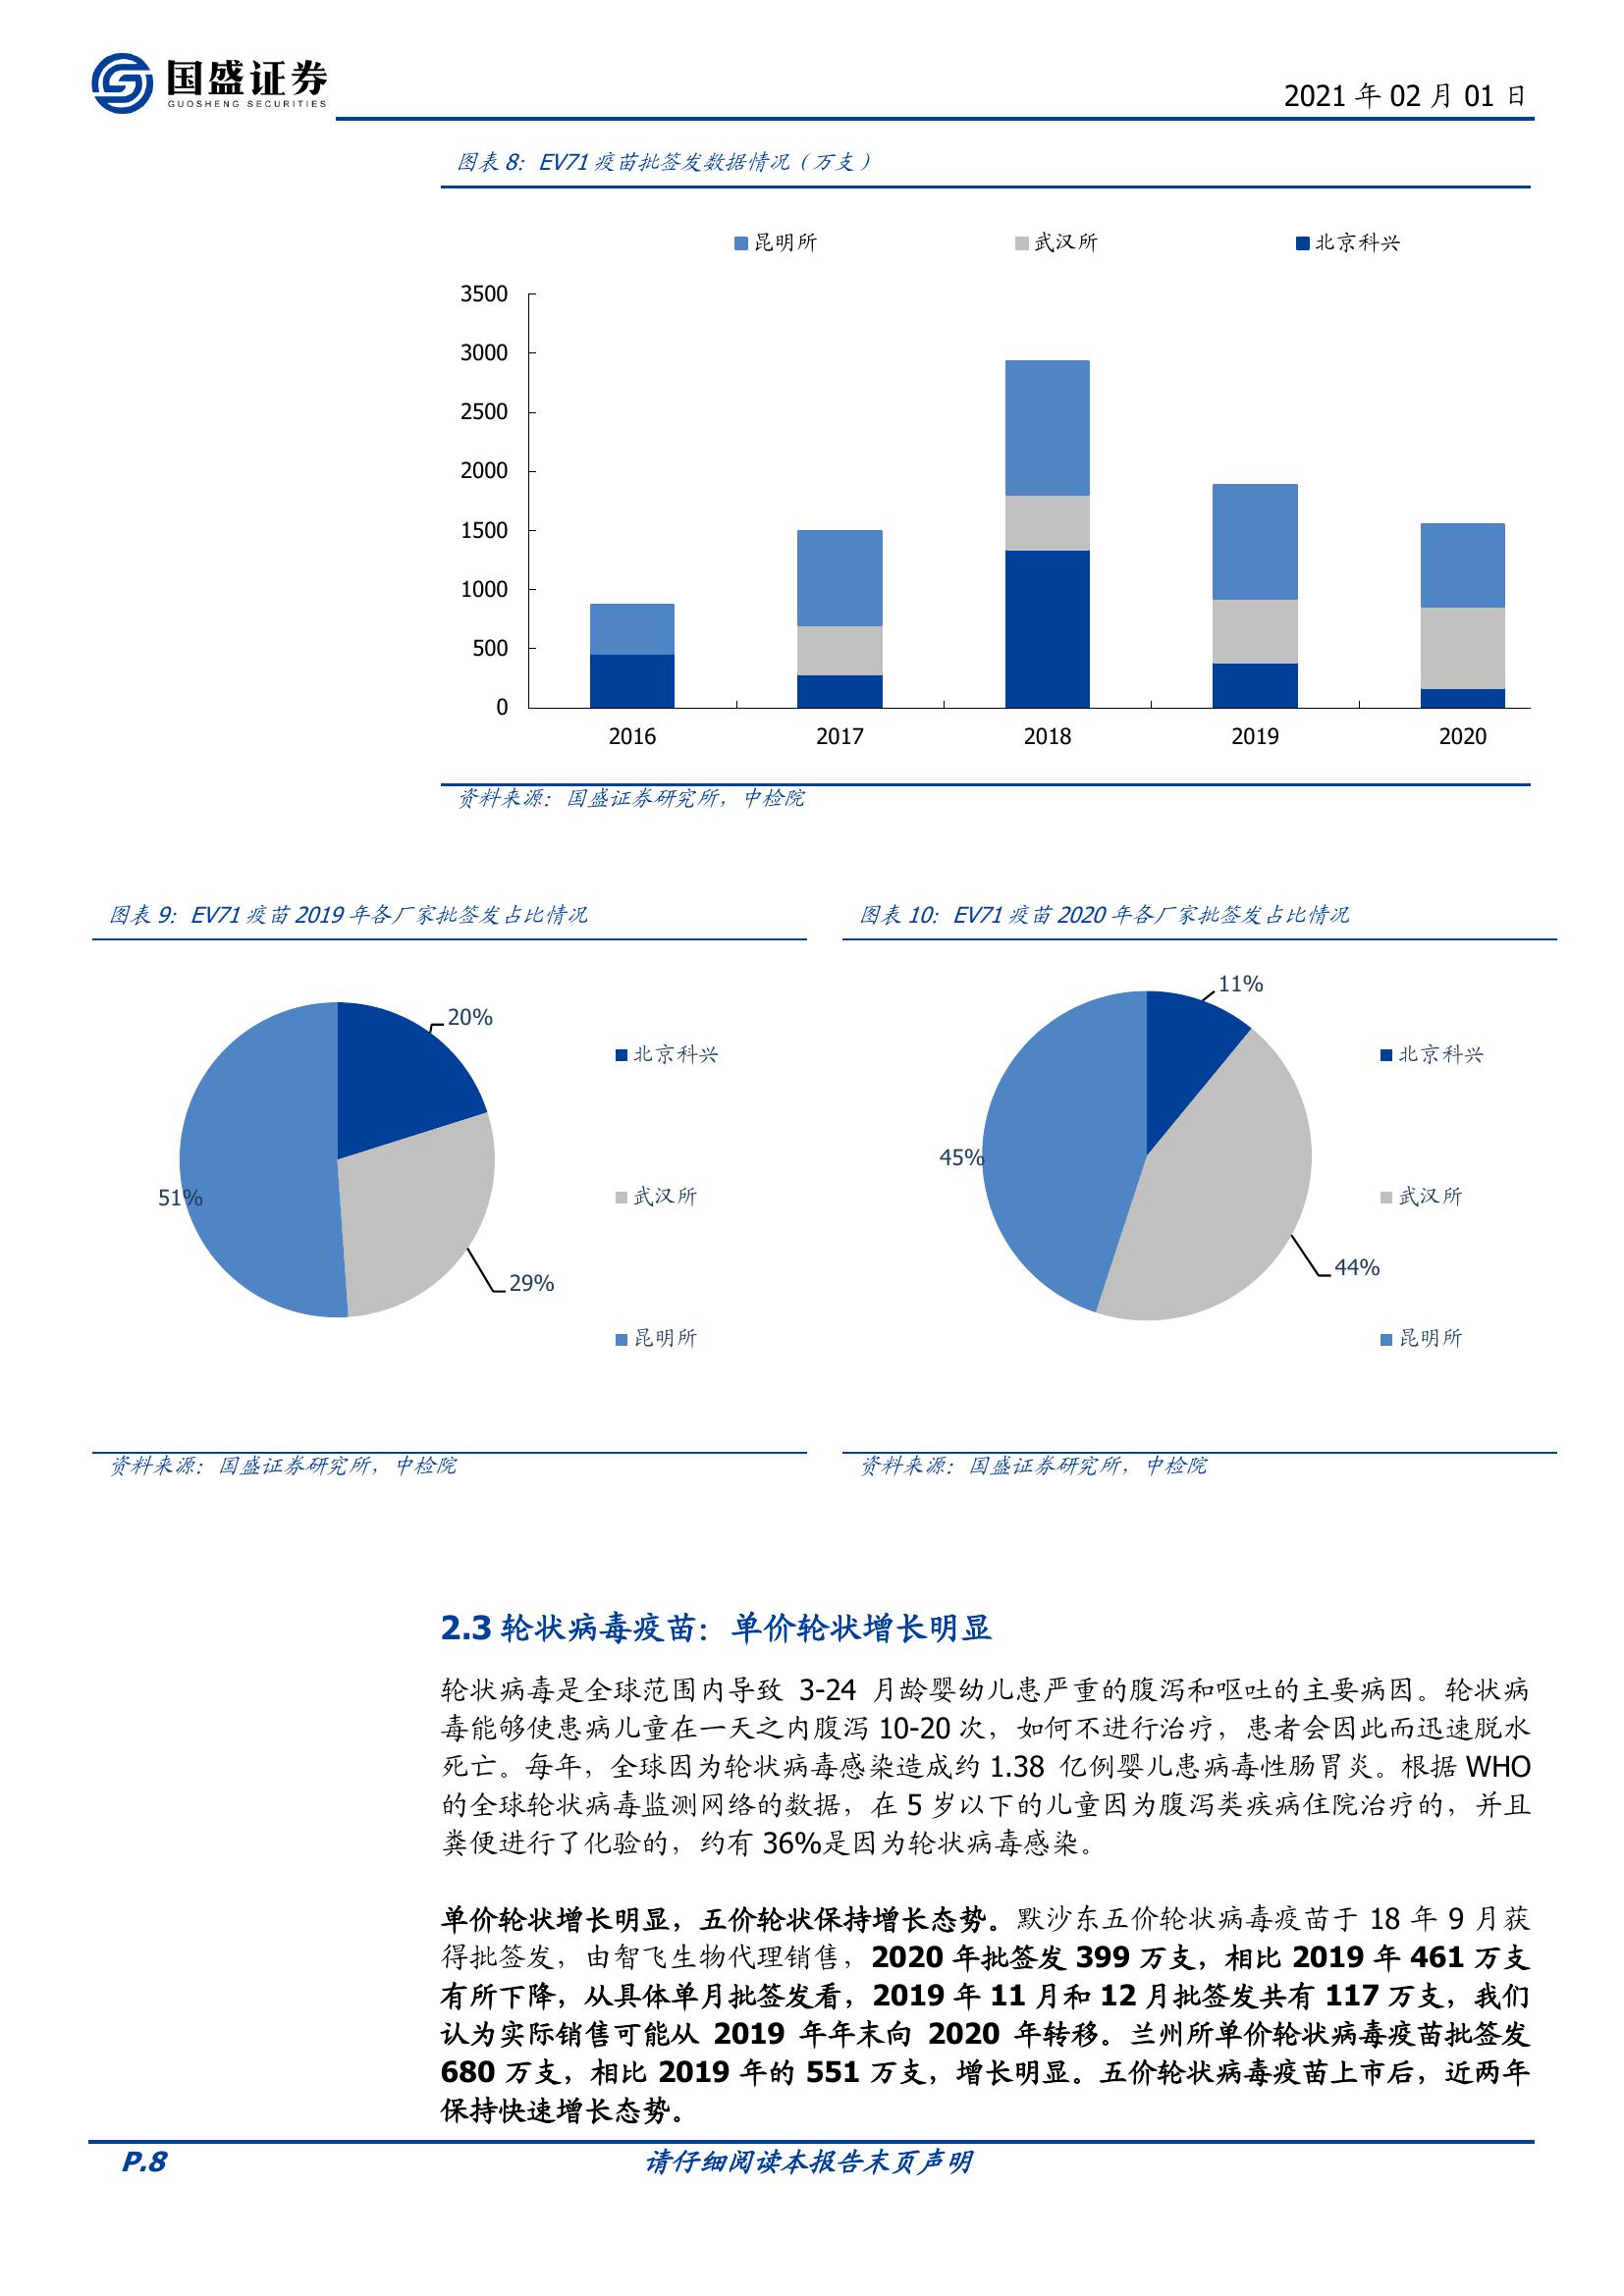 国盛证券
GUOSHENG SECURITIES
2021 年 02 月 01 日
图表 8：EV71 疫苗批签发数据情况（万支）
昆明所 武汉所 北京科兴
3500
3000
2500
2000
1500
1000
500
0
2016 2017 2018 2019 2020
资料来源：国盛证券研究所，中检院
图表 9：EV71 疫苗 2019 年各厂家批签发占比情况
20%
29%
51%
北京科兴
武汉所
昆明所
资料来源：国盛证券研究所，中检院
图表 10：EV71 疫苗 2020 年各厂家批签发占比情况
11%
44%
45%
北京科兴
武汉所
昆明所
资料来源：国盛证券研究所，中检院
2.3 轮状病毒疫苗：单价轮状增长明显
轮状病毒是全球范围内导致 3-24 月龄婴幼儿患严重的腹泻和呕吐的主要病因。轮状病
毒能够使患病儿童在一天之内腹泻 10-20 次，如何不进行治疗，患者会因此而迅速脱水
死亡。每年，全球因为轮状病毒感染造成约 1.38 亿例婴儿患病毒性肠胃炎。根据 WHO
的全球轮状病毒监测网络的数据，在 5 岁以下的儿童因为腹泻类疾病住院治疗的，并且
粪便进行了化验的，约有 36%是因为轮状病毒感染。
单价轮状增长明显，五价轮状保持增长态势。默沙东五价轮状病毒疫苗于 18 年 9 月获
得批签发，由智飞生物代理销售，2020 年批签发 399 万支，相比 2019 年 461 万支
有所下降，从具体单月批签发看，2019 年 11 月和 12 月批签发共有 117 万支，我们
认为实际销售可能从 2019 年年末向 2020 年转移。兰州所单价轮状病毒疫苗批签发
680 万支，相比 2019 年的 551 万支，增长明显。五价轮状病毒疫苗上市后，近两年
保持快速增长态势。
P.8 请仔细阅读本报告末页声明